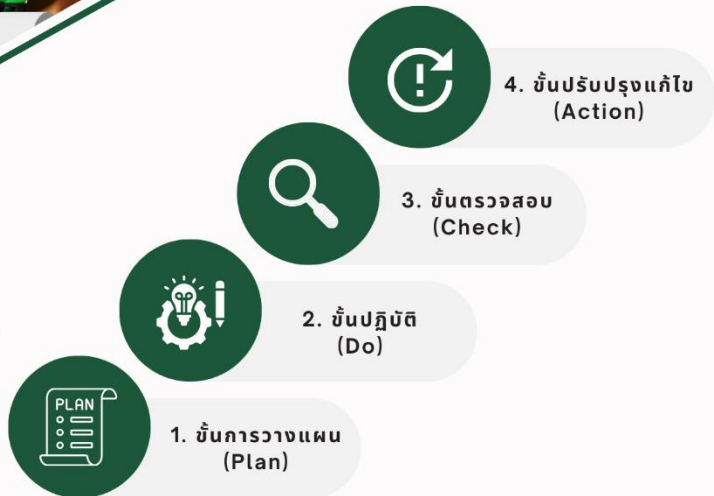 4. ขั้นปรับปรุงแก้ไข
(Action)
3. ขั้นตรวจสอบ
(Check)
2. ขั้นปฏิบัติ
(Do)
PLAN
1. ขั้นการวางแผน
(Plan)